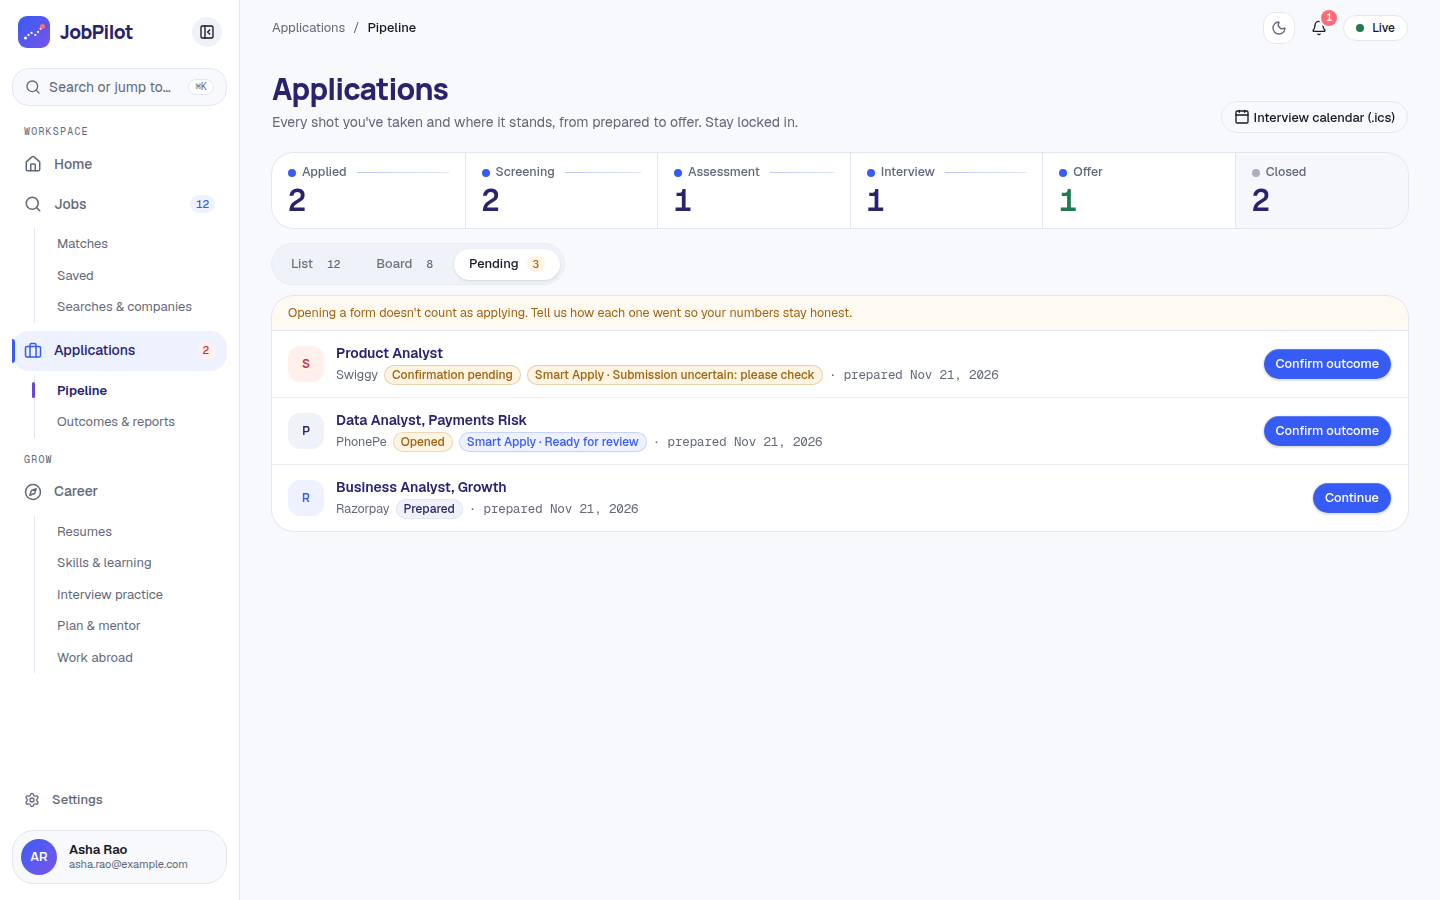 JobPilot
Search or jump to...
⌘K
WORKSPACE
Home
Jobs 12
Matches
Saved
Searches & companies
Applications 2
Pipeline
Outcomes & reports
GROW
Career
Resumes
Skills & learning
Interview practice
Plan & mentor
Work abroad
Settings
AR
Asha Rao
asha.rao@example.com
Applications / Pipeline
1
Live
Applications
Every shot you've taken and where it stands, from prepared to offer. Stay locked in.
Interview calendar (.ics)
Applied
2
Screening
2
Assessment
1
Interview
1
Offer
1
Closed
2
List 12 Board 8 Pending 3
Opening a form doesn't count as applying. Tell us how each one went so your numbers stay honest.
S
Product Analyst
Swiggy Confirmation pending Smart Apply · Submission uncertain: please check · prepared Nov 21, 2026
Confirm outcome
P
Data Analyst, Payments Risk
PhonePe Opened Smart Apply · Ready for review · prepared Nov 21, 2026
Confirm outcome
R
Business Analyst, Growth
Razorpay Prepared · prepared Nov 21, 2026
Continue